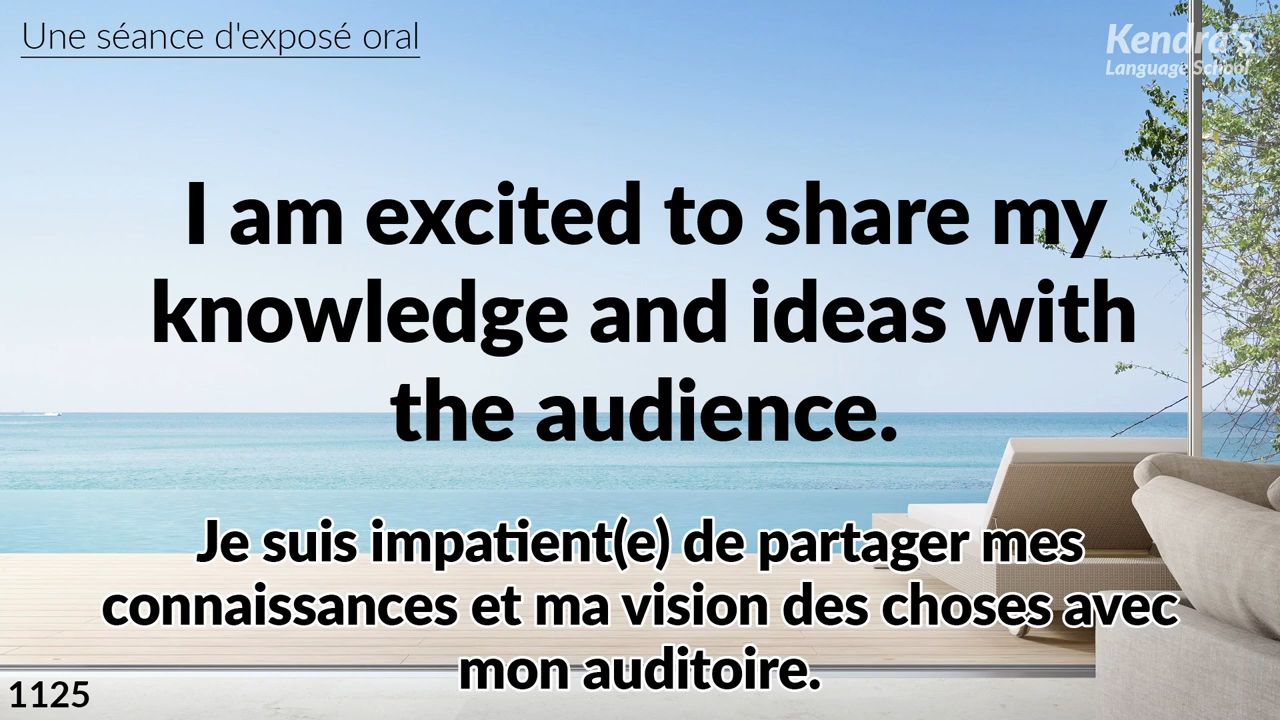 Une séance d'exposé oral
Kendra's
Language School
I am excited to share my
knowledge and ideas with
the audience.
Je suis impatient(e) de partager mes
connaissances et ma vision des choses avec
mon auditoire.
1125